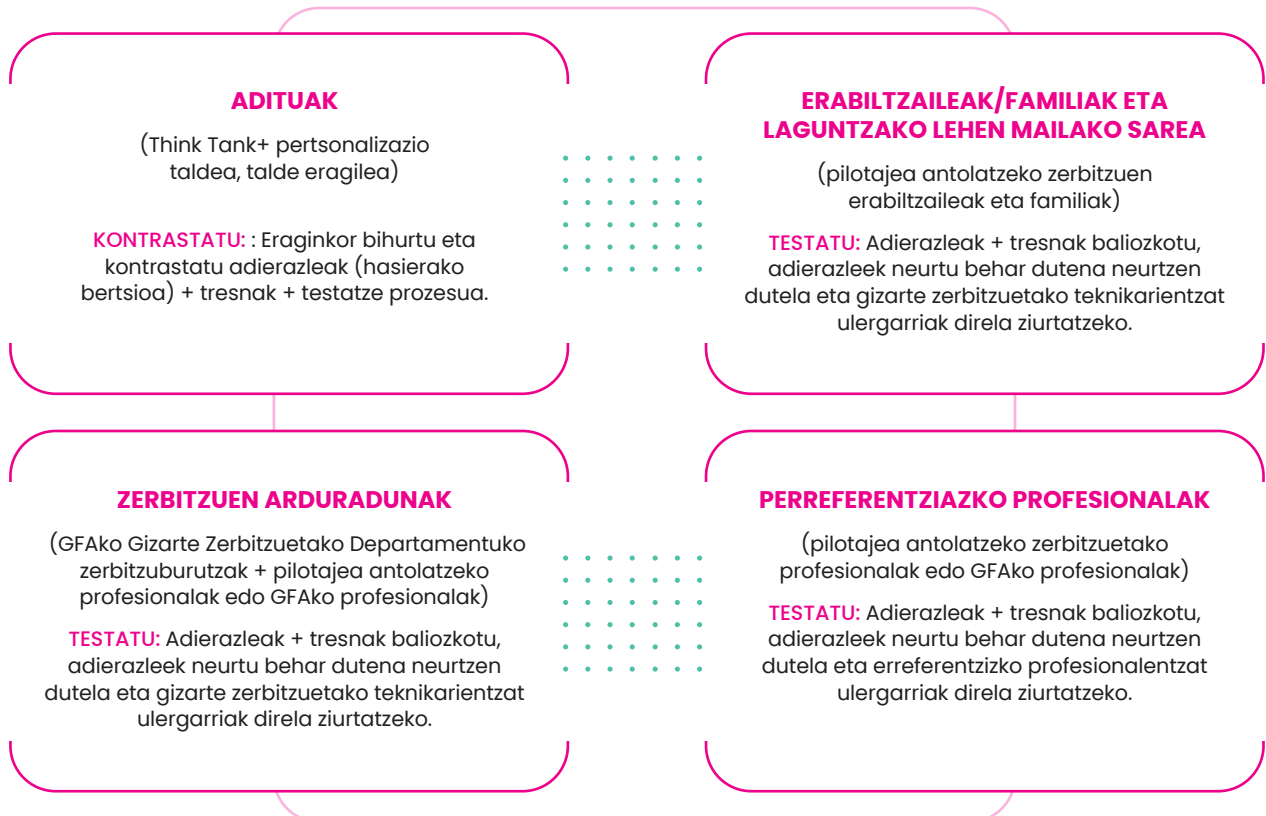 ADITUAK
(Think Tank+ pertsonalizazio
taldea, talde eragilea)
KONTRASTATU: : Eraginkor bihurtu eta
kontrastatu adierazleak (hasierako
bertsioa) + tresnak + testatze prozesua.
ERABILTZAILEAK/FAMILIAK ETA
LAGUNTZAKO LEHEN MAILAKO SAREA
(pilotajea antolatzeko zerbitzuen
erabiltzaileak eta familiak)
TESTATU: Adierazleak + tresnak baliozkotu,
adierazleek neurtu behar dutena neurtzen
dutela eta gizarte zerbitzuetako teknikarientzat
ulergarriak direla ziurtatzeko.
ZERBITZUEN ARDURADUNAK
(GFAko Gizarte Zerbitzuetako Departamentuko
zerbitzuburutzak + pilotajea antolatzeko
profesionalak edo GFAko profesionalak)
TESTATU: Adierazleak + tresnak baliozkotu,
adierazleek neurtu behar dutena neurtzen
dutela eta gizarte zerbitzuetako teknikarientzat
ulergarriak direla ziurtatzeko.
PERREFERENTZIAZKO PROFESIONALAK
(pilotajea antolatzeko zerbitzuetako
profesionalak edo GFAko profesionalak)
TESTATU: Adierazleak + tresnak baliozkotu,
adierazleek neurtu behar dutena neurtzen
dutela eta erreferentzizko profesionalentzat
ulergarriak direla ziurtatzeko.